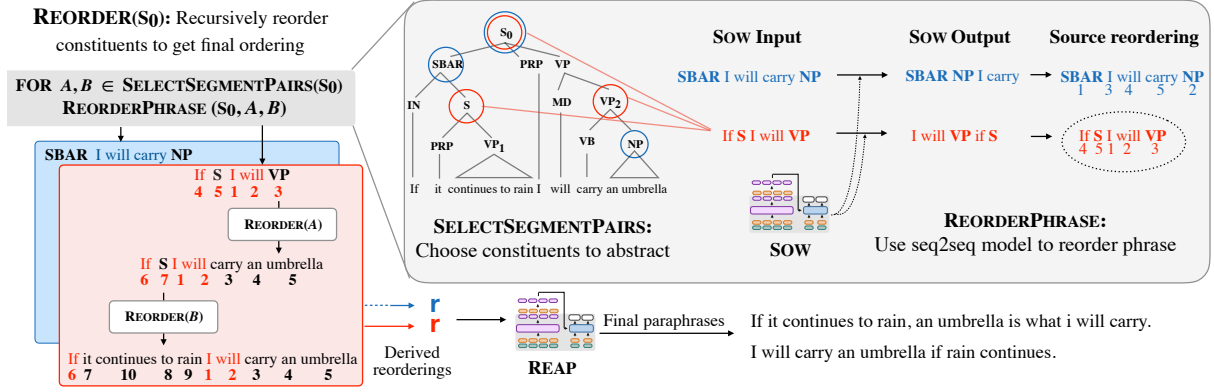 REORDER(S0): Recursively reorder
constituents to get final ordering
FOR A, B ∈ SELECTSEGMENTPAIRS(S0)
REORDERPHRASE (S0, A, B)
SBAR I will carry NP
If S I will VP
4 5 1 2 3
REORDER(A)
If S I will carry an umbrella
6 7 1 2 3 4 5
REORDER(B)
If it continues to rain I will carry an umbrella
6 7 10 8 9 1 2 3 4 5
S0
SBAR PRP VP
IN S MD VP2
PRP VP1 VB NP
If it continues to rain I will carry an umbrella
SELECTSEGMENTPAIRS:
Choose constituents to abstract
SOW Input SOW Output Source reordering
SBAR I will carry NP SBAR NP I carry SBAR I will carry NP
1 3 4 5 2
If S I will VP I will VP if S If S I will VP
4 5 1 2 3
SOW
REORDERPHRASE:
Use seq2seq model to reorder phrase
r
r
Derived
reorderings
REAP
Final paraphrases
If it continues to rain, an umbrella is what i will carry.
I will carry an umbrella if rain continues.